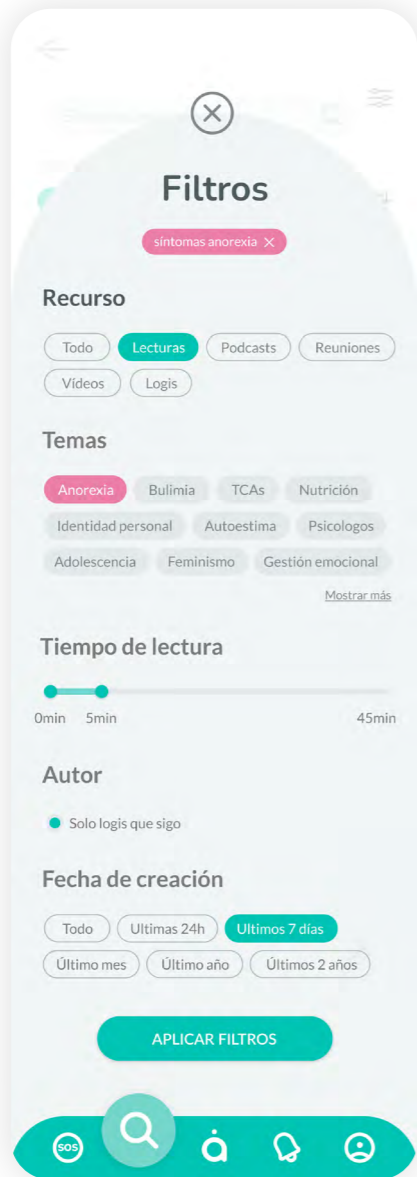 Filtros
síntomas anorexia ×
Recurso
Todo Lecturas Podcasts Reuniones
Vídeos Logis
Temas
Anorexia Bulimia TCAs Nutrición
Identidad personal Autoestima Psicologos
Adolescencia Feminismo Gestión emocional
Mostrar más
Tiempo de lectura
0min 5min 45min
Autor
Solo logis que sigo
Fecha de creación
Todo Ultimas 24h Ultimos 7 días
Último mes Último año Últimos 2 años
APLICAR FILTROS
SOS